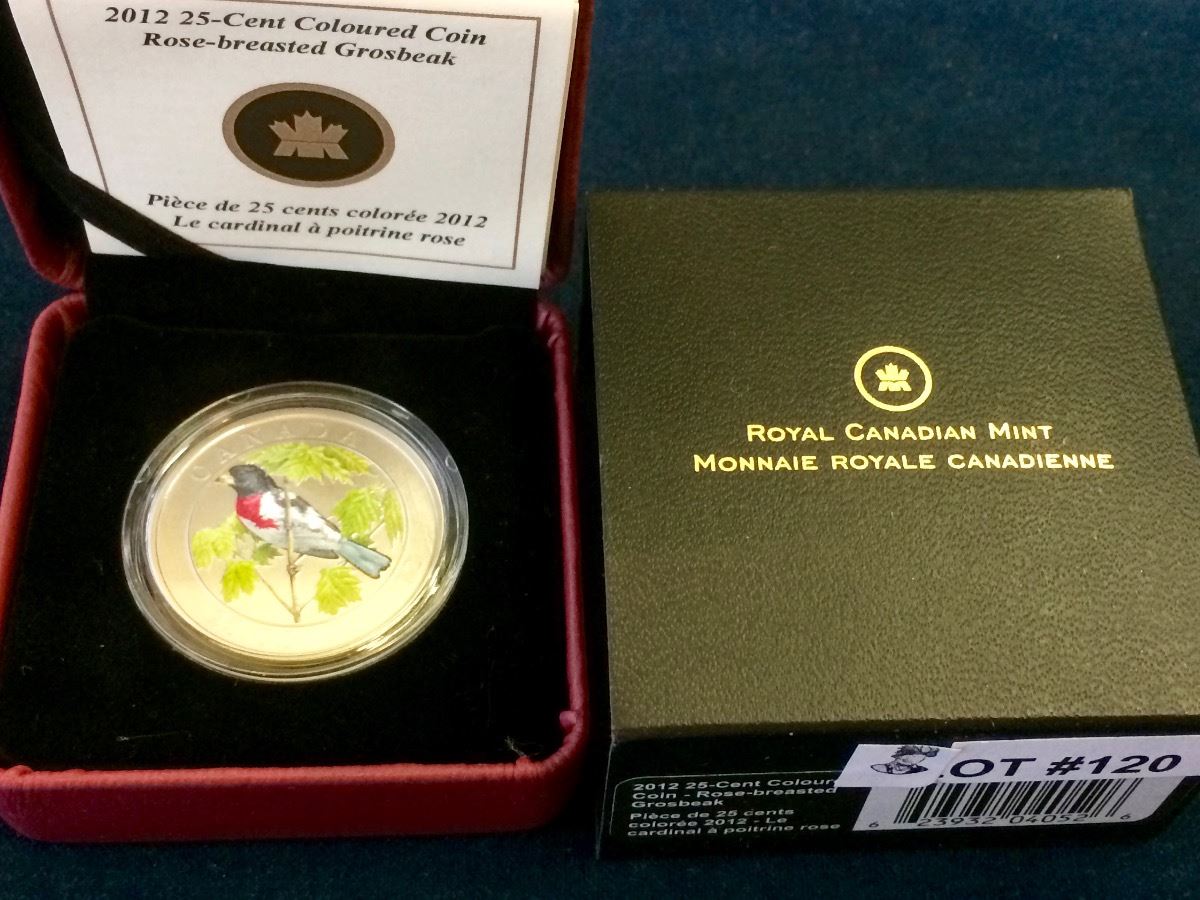 2012 25-Cent Coloured Coin
Rose-breasted Grosbeak
Pièce de 25 cents colorée 2012
Le cardinal à poitrine rose
CANADA
ROYAL CANADIAN MINT
MONNAIE ROYALE CANADIENNE
LOT #120
2012 25-Cent Colour
Coin - Rose-breasted
Grosbeak
Pièce de 25 cents
colorée 2012 - Le
cardinal à poitrine rose
6 23932 04052 6